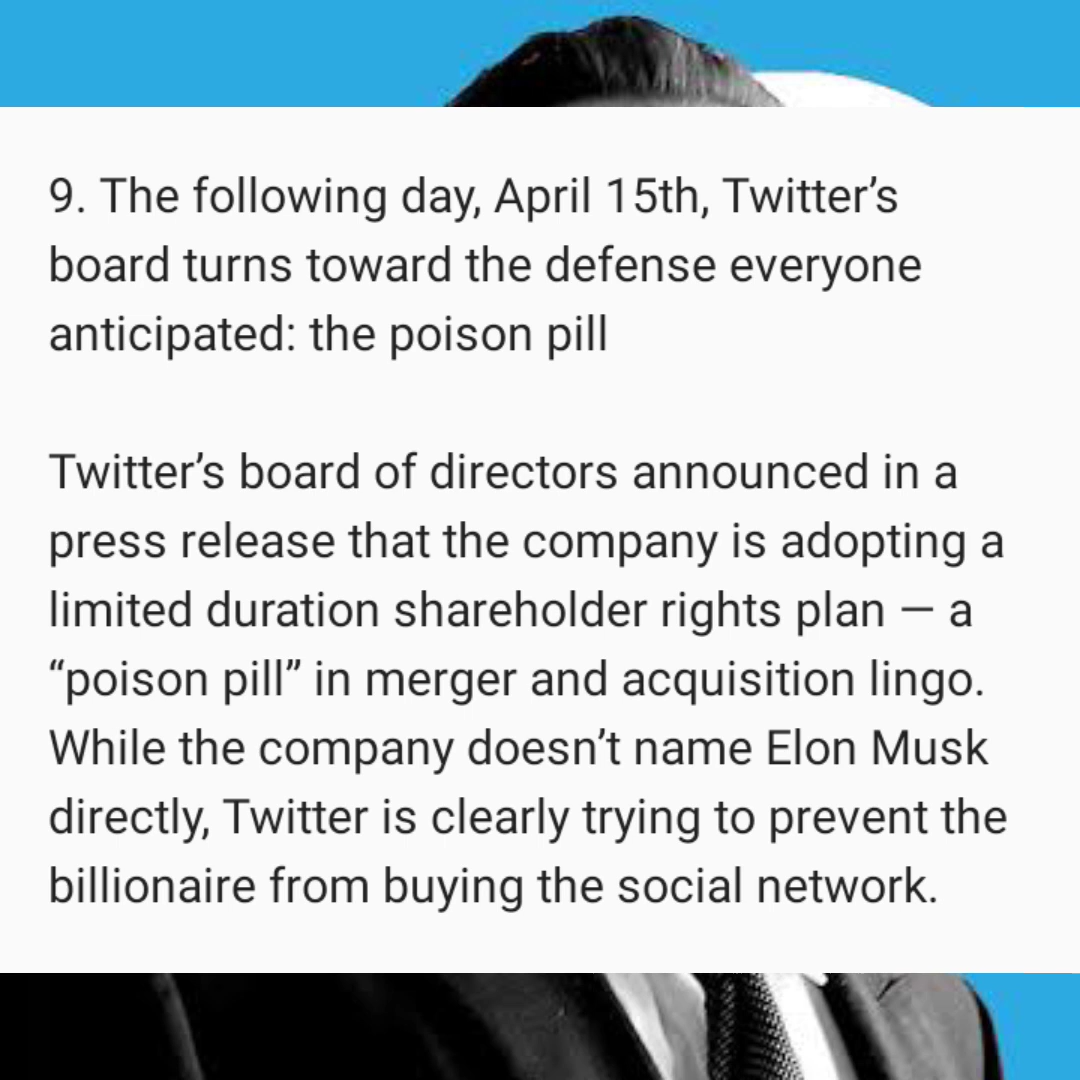 9. The following day, April 15th, Twitter’s
board turns toward the defense everyone
anticipated: the poison pill
Twitter’s board of directors announced in a
press release that the company is adopting a
limited duration shareholder rights plan — a
“poison pill” in merger and acquisition lingo.
While the company doesn’t name Elon Musk
directly, Twitter is clearly trying to prevent the
billionaire from buying the social network.